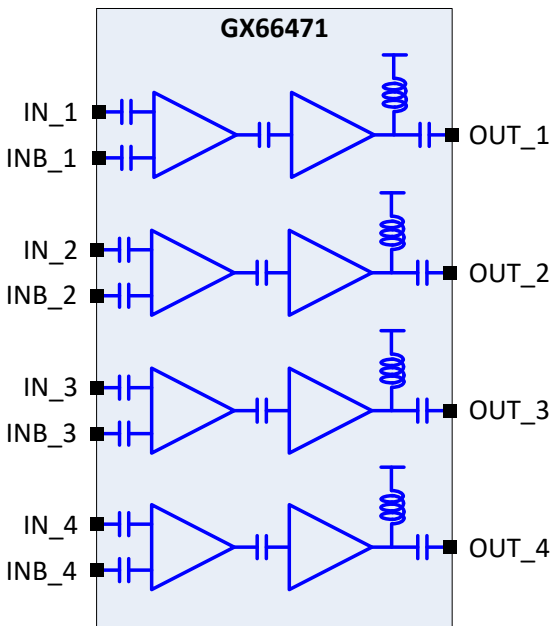 GX66471
IN_1
OUT_1
INB_1
IN_2
OUT_2
INB_2
IN_3
OUT_3
INB_3
IN_4
OUT_4
INB_4